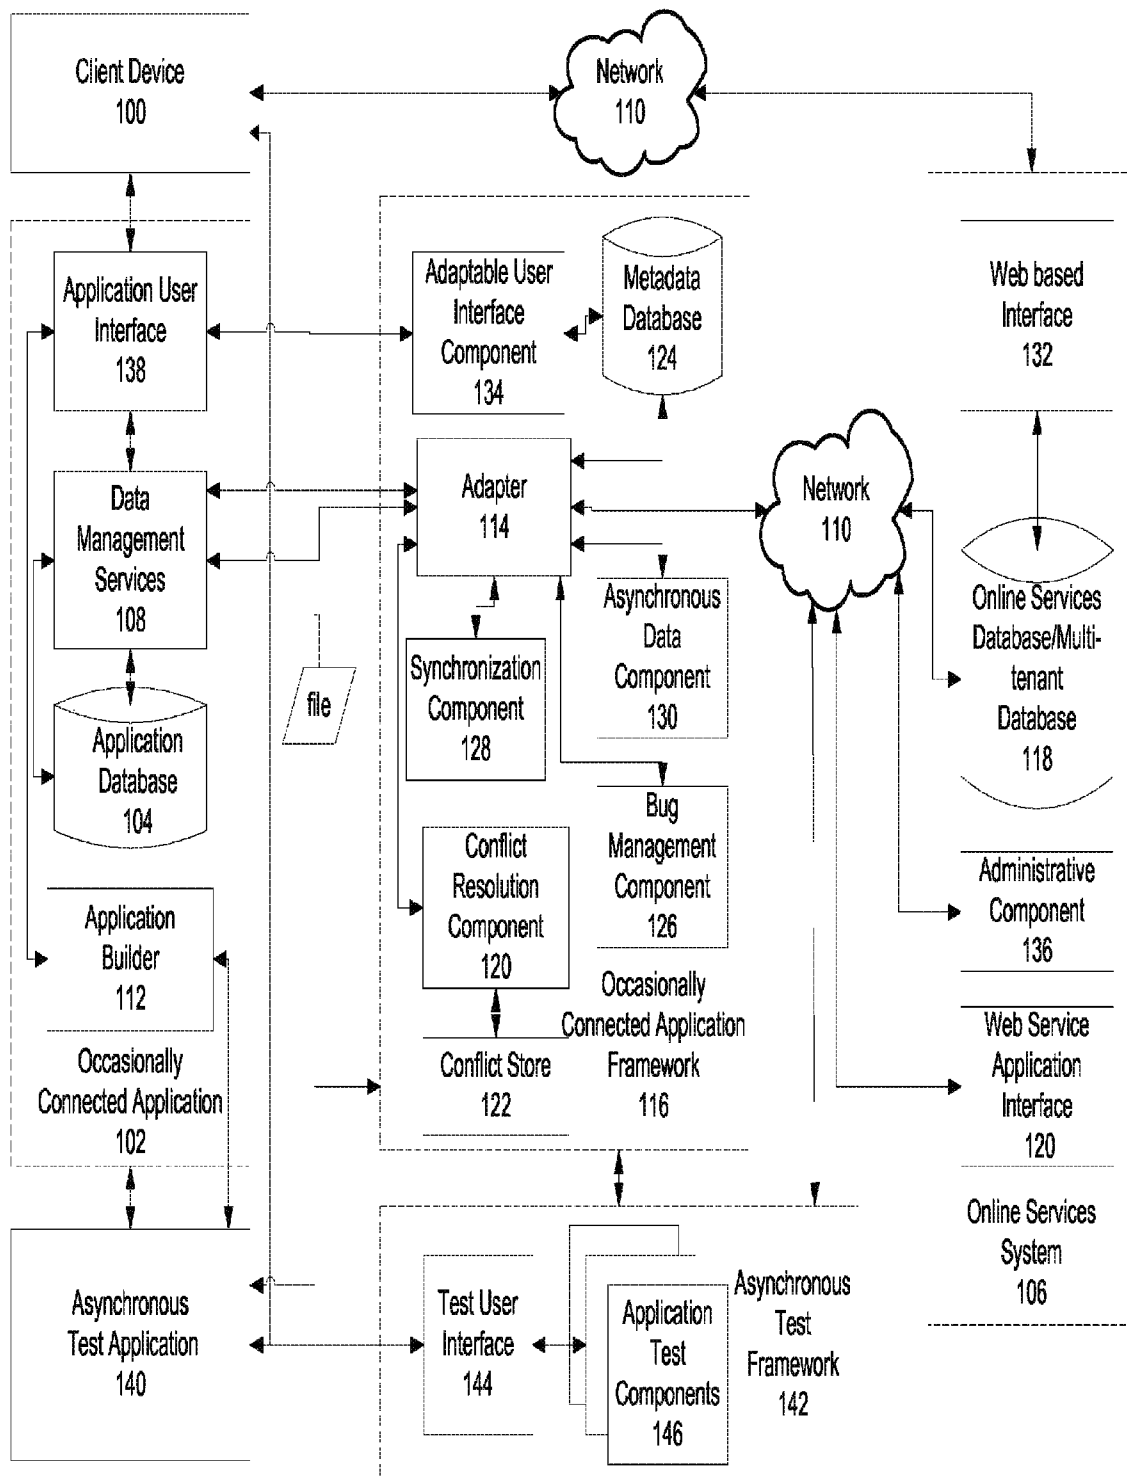 Client Device
100
Network
110
Application User
Interface
138
Adaptable User
Interface
Component
134
Metadata
Database
124
Web based
Interface
132
Data
Management
Services
108
Adapter
114
Network
110
Asynchronous
Data
Component
130
Online Services
Database/Multi-
tenant
Database
118
Synchronization
Component
128
file
Application
Database
104
Bug
Management
Component
126
Conflict
Resolution
Component
120
Administrative
Component
136
Application
Builder
112
Occasionally
Connected Application
Framework
116
Conflict Store
122
Web Service
Application
Interface
120
Occasionally
Connected Application
102
Online Services
System
106
Asynchronous
Test Application
140
Test User
Interface
144
Application
Test
Components
146
Asynchronous
Test
Framework
142